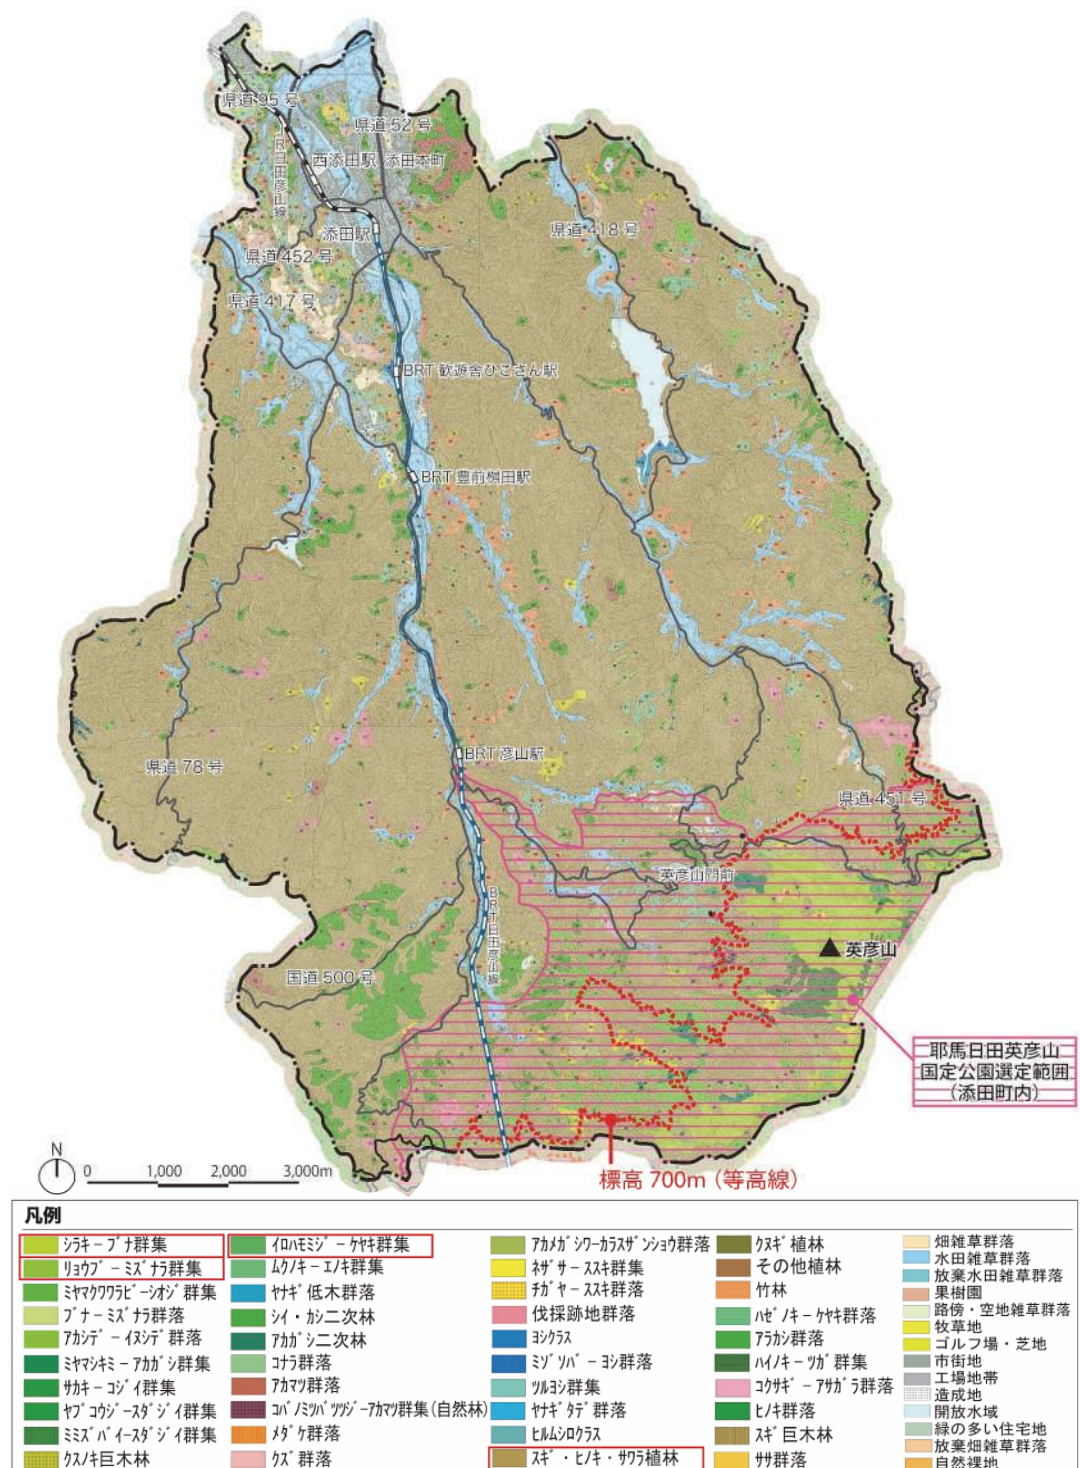 県道95号
県道52号
JR日田彦山線
西添田駅
添田本町
添田駅
県道418号
県道452号
県道417号
BRT 歓遊舎ひこさん駅
BRT 豊前桝田駅
BRT 彦山駅
県道78号
県道451号
英彦山門前
BRT日田彦山線
英彦山
国道500号
耶馬日田英彦山
国定公園選定範囲
(添田町内)
標高700m(等高線)
N
0 1,000 2,000 3,000m
凡例
シラキーブナ群集
リョウブーミズナラ群集
ミヤマクワラビーシオジ群集
ブナーミズナラ群落
アカシデーイヌシデ群落
ミヤマシキミーアカガシ群集
サカキーコジイ群集
ヤブコウジースダジイ群集
ミミズバイースダジイ群集
クスノキ巨木林
イロハモミジーケヤキ群集
ムクノキーエノキ群集
ヤナギ低木群落
シイ・カシ二次林
アカガシ二次林
コナラ群落
アカマツ群落
コバノミツバツツジーアカマツ群集(自然林)
メダケ群落
クズ群落
アカメガシワーカラスザンショウ群落
ネザサーススキ群集
チガヤーススキ群落
伐採跡地群落
ヨシクラス
ミゾソバーヨシ群落
ツルヨシ群集
ヤナギタデ群落
ヒルムシロクラス
スギ・ヒノキ・サワラ植林
クヌギ植林
その他植林
竹林
ハゼノキーケヤキ群落
アラカシ群落
ハイノキーツガ群集
コクサギーアサガラ群落
ヒノキ群落
スギ巨木林
ササ群落
畑雑草群落
水田雑草群落
放棄水田雑草群落
果樹園
路傍・空地雑草群落
牧草地
ゴルフ場・芝地
市街地
工場地帯
造成地
開放水域
緑の多い住宅地
放棄畑雑草群落
自然裸地